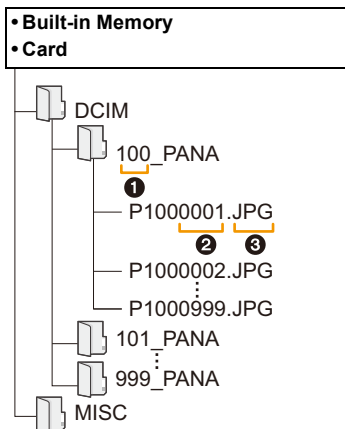 • Built-in Memory
• Card
DCIM
100_PANA
❶
P1000001.JPG
❷ ❸
P1000002.JPG
P1000999.JPG
101_PANA
999_PANA
MISC